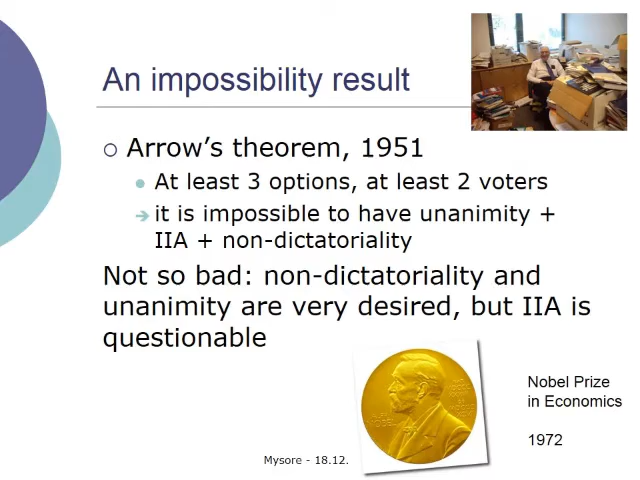 An impossibility result
Arrow's theorem, 1951
At least 3 options, at least 2 voters
it is impossible to have unanimity +
IIA + non-dictatoriality
Not so bad: non-dictatoriality and
unanimity are very desired, but IIA is
questionable
Nobel Prize
in Economics
1972
Mysore - 18.12.